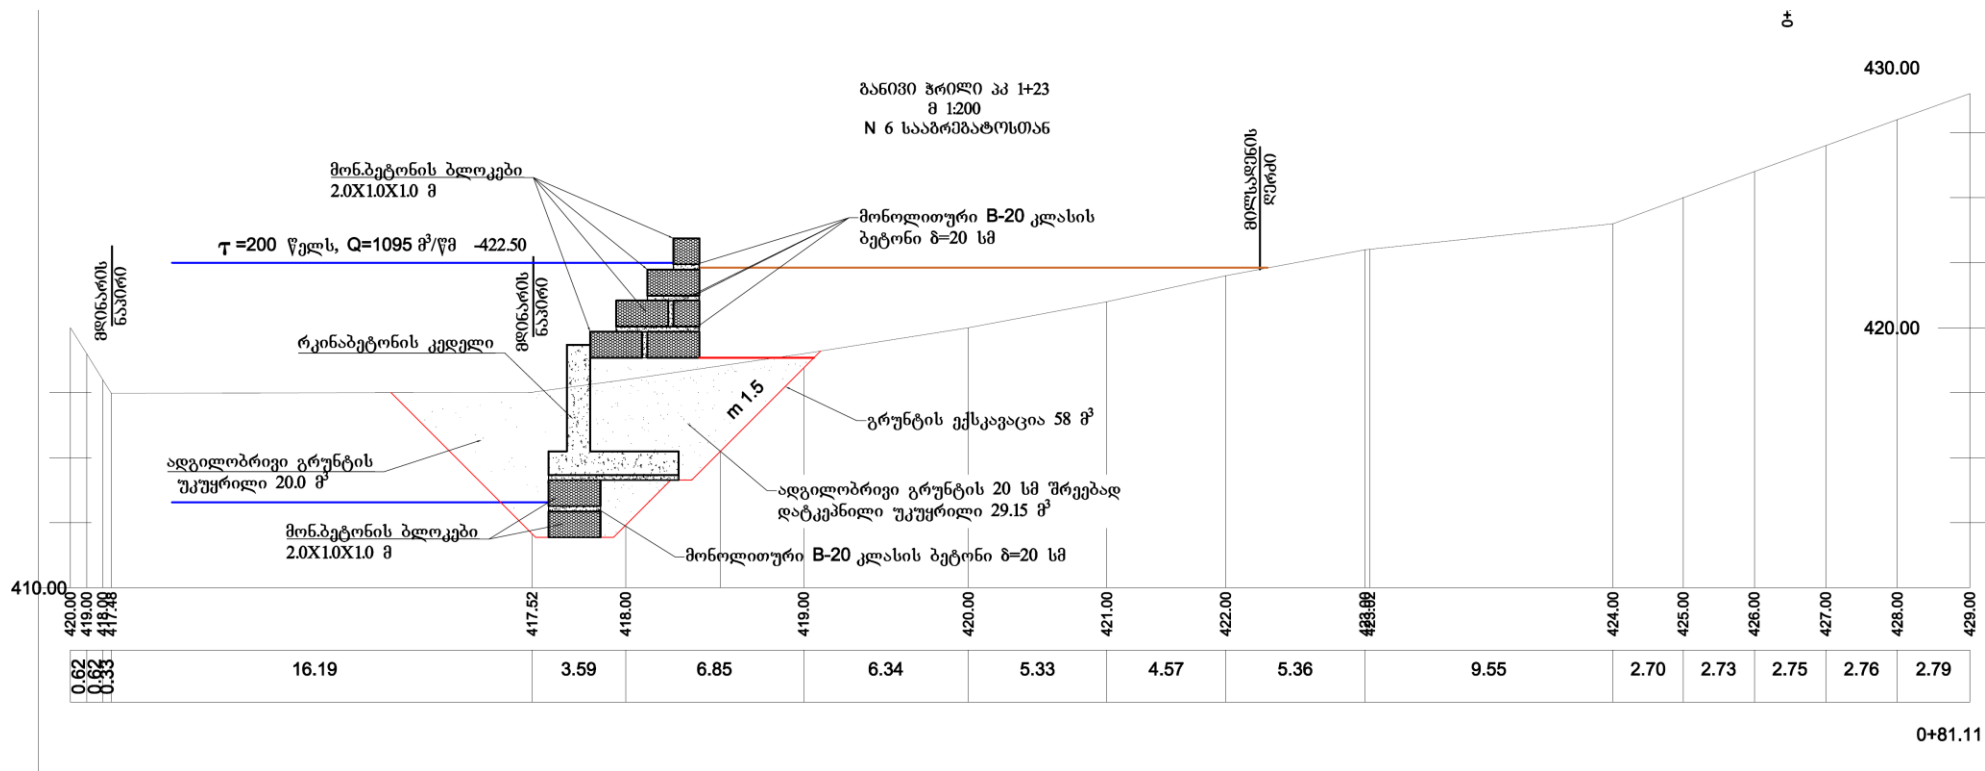 0+
430.00
განივი ჭრილი პკ 1+23
მ 1:200
N 6 სააგრეგატოსთან
მილსადენის
ღერძი
მონ.ბეტონის ბლოკები
2.0X1.0X1.0 მ
მონოლითური B-20 კლასის
ბეტონი δ=20 სმ
τ =200 წელს, Q=1095 მ³/წმ -422.50
მდინარის
ნაპირი
მდინარის
ნაპირი
420.00
რკინაბეტონის კედელი
m 1.5
გრუნტის ექსკავაცია 58 მ³
ადგილობრივი გრუნტის
უკუყრილი 20.0 მ³
ადგილობრივი გრუნტის 20 სმ შრეებად
დატკეპნილი უკუყრილი 29.15 მ³
მონ.ბეტონის ბლოკები
2.0X1.0X1.0 მ
მონოლითური B-20 კლასის ბეტონი δ=20 სმ
410.00
420.00 419.00 418.00 417.48 417.52 418.00 419.00 420.00 421.00 422.00 424.00 425.00 426.00 427.00 428.00 429.00
0.62 0.62 0.33 16.19 3.59 6.85 6.34 5.33 4.57 5.36 9.55 2.70 2.73 2.75 2.76 2.79
0+81.11